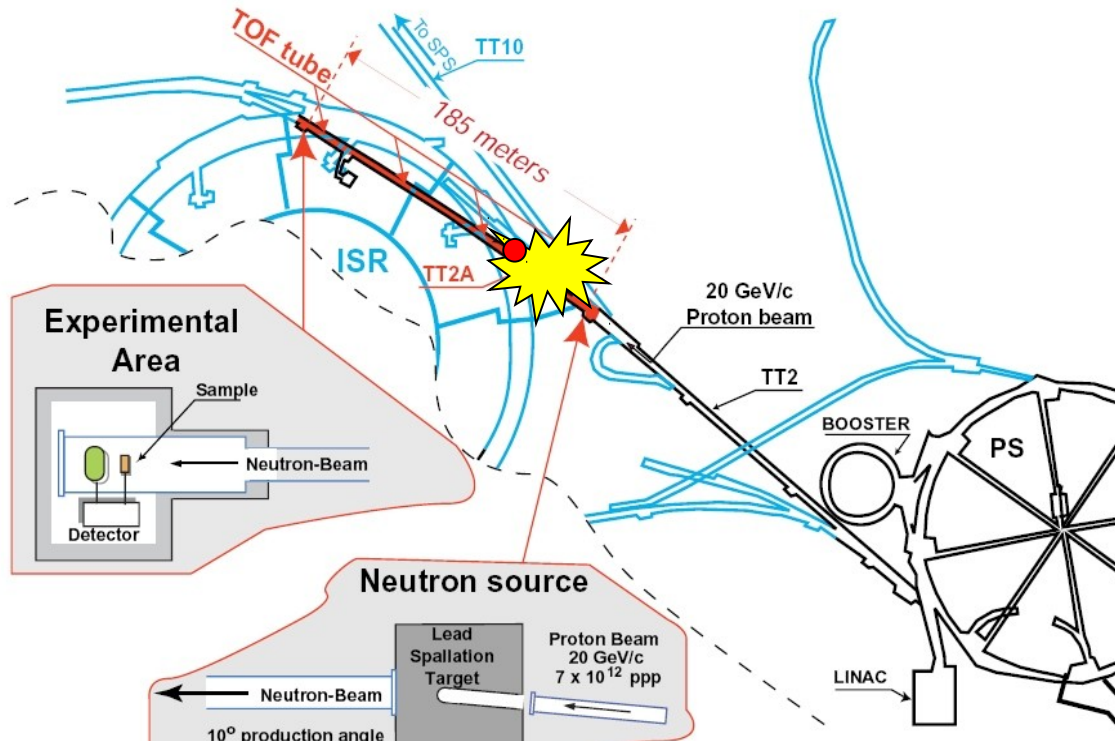 TOF tube
To SPS
TT10
185 meters
ISR
TT2A
20 GeV/c
Proton beam
TT2
BOOSTER
PS
LINAC
Experimental
Area
Sample
Neutron-Beam
Detector
Neutron source
Lead
Spallation
Target
Proton Beam
20 GeV/c
7 x 10¹² ppp
Neutron-Beam
10° production angle